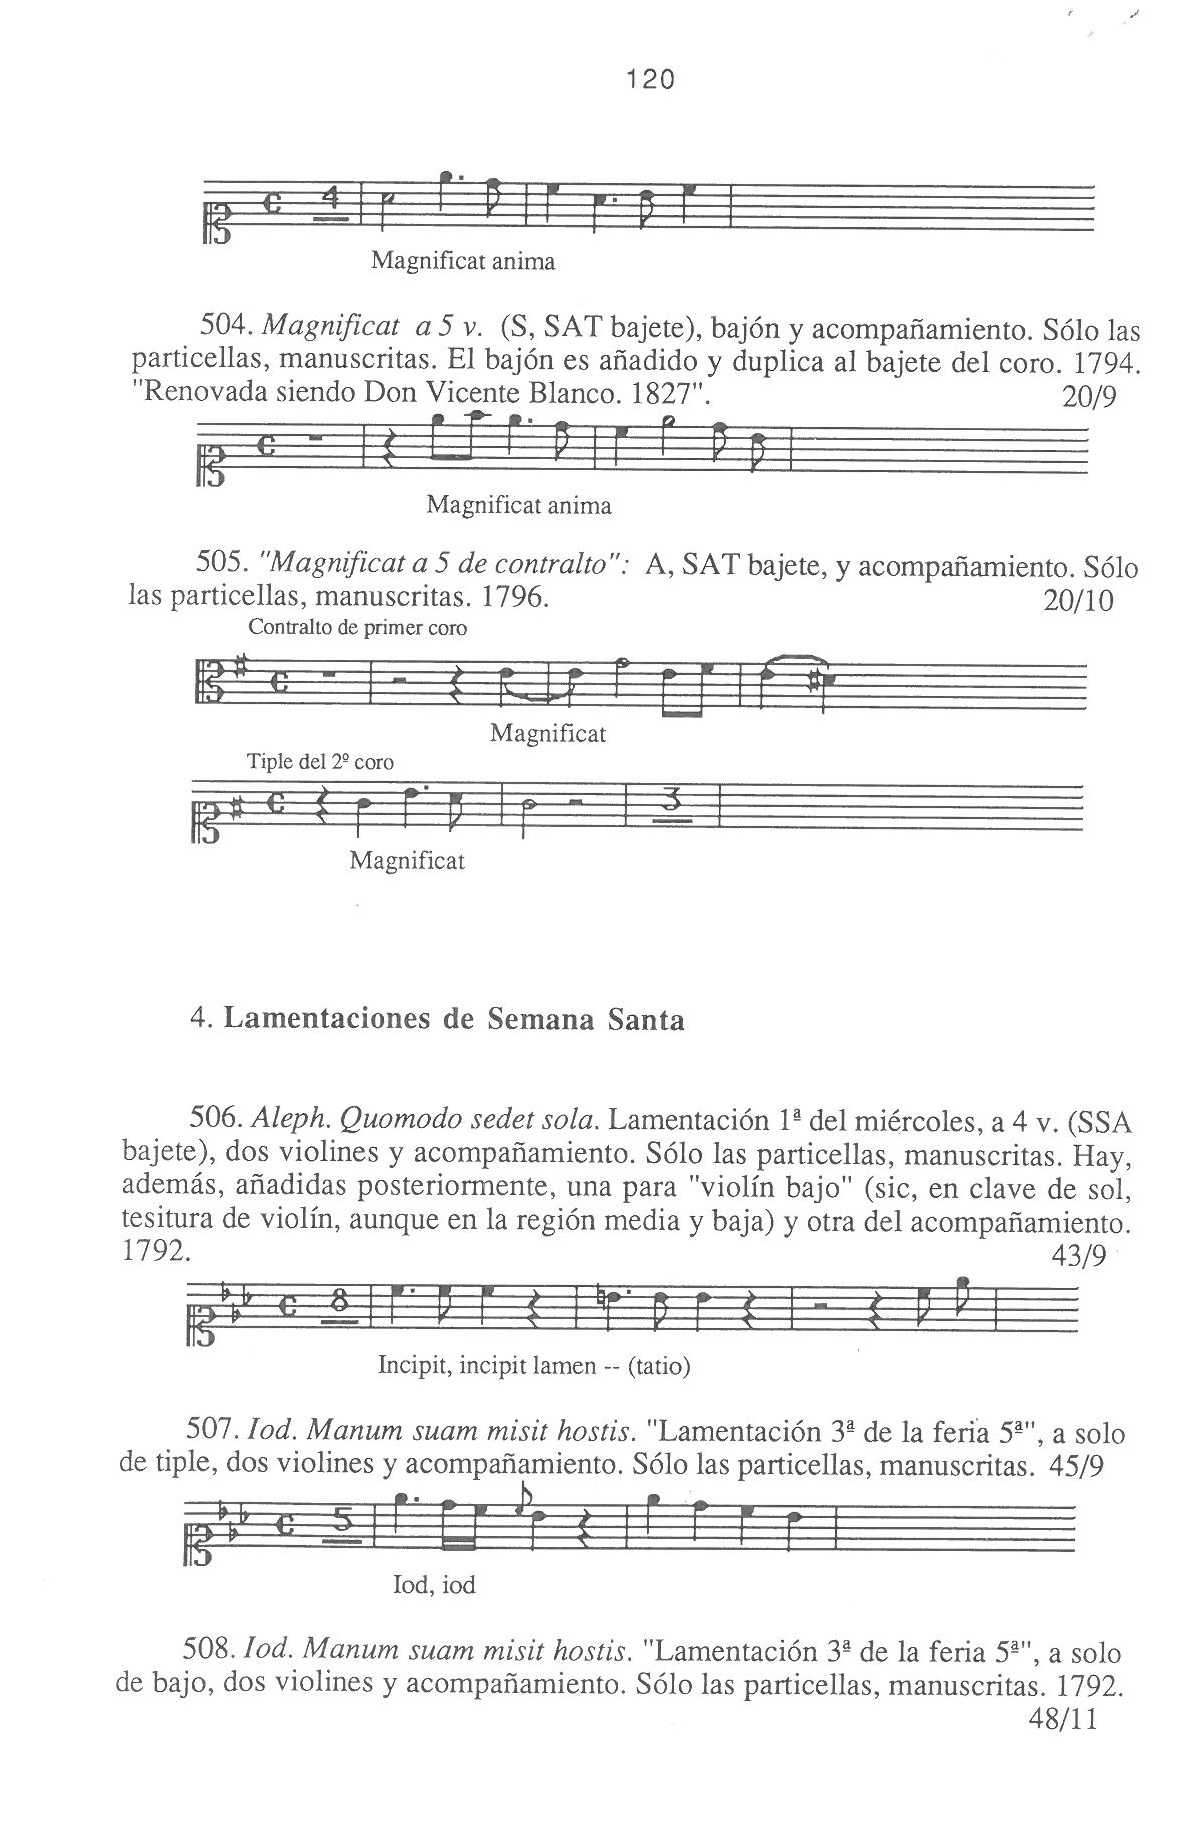 120
4
Magnificat anima
504. Magnificat a 5 v. (S, SAT bajete), bajón y acompañamiento. Sólo las
particellas, manuscritas. El bajón es añadido y duplica al bajete del coro. 1794.
"Renovada siendo Don Vicente Blanco. 1827". 20/9
Magnificat anima
505. "Magnificat a 5 de contralto": A, SAT bajete, y acompañamiento. Sólo
las particellas, manuscritas. 1796. 20/10
Contralto de primer coro
Magnificat
Tiple del 2º coro
3
Magnificat
4. Lamentaciones de Semana Santa
506. Aleph. Quomodo sedet sola. Lamentación 1ª del miércoles, a 4 v. (SSA
bajete), dos violines y acompañamiento. Sólo las particellas, manuscritas. Hay,
además, añadidas posteriormente, una para "violín bajo" (sic, en clave de sol,
tesitura de violín, aunque en la región media y baja) y otra del acompañamiento.
1792. 43/9
8
Incipit, incipit lamen -- (tatio)
507. Iod. Manum suam misit hostis. "Lamentación 3ª de la feria 5ª", a solo
de tiple, dos violines y acompañamiento. Sólo las particellas, manuscritas. 45/9
5
Iod, iod
508. Iod. Manum suam misit hostis. "Lamentación 3ª de la feria 5ª", a solo
de bajo, dos violines y acompañamiento. Sólo las particellas, manuscritas. 1792.
48/11